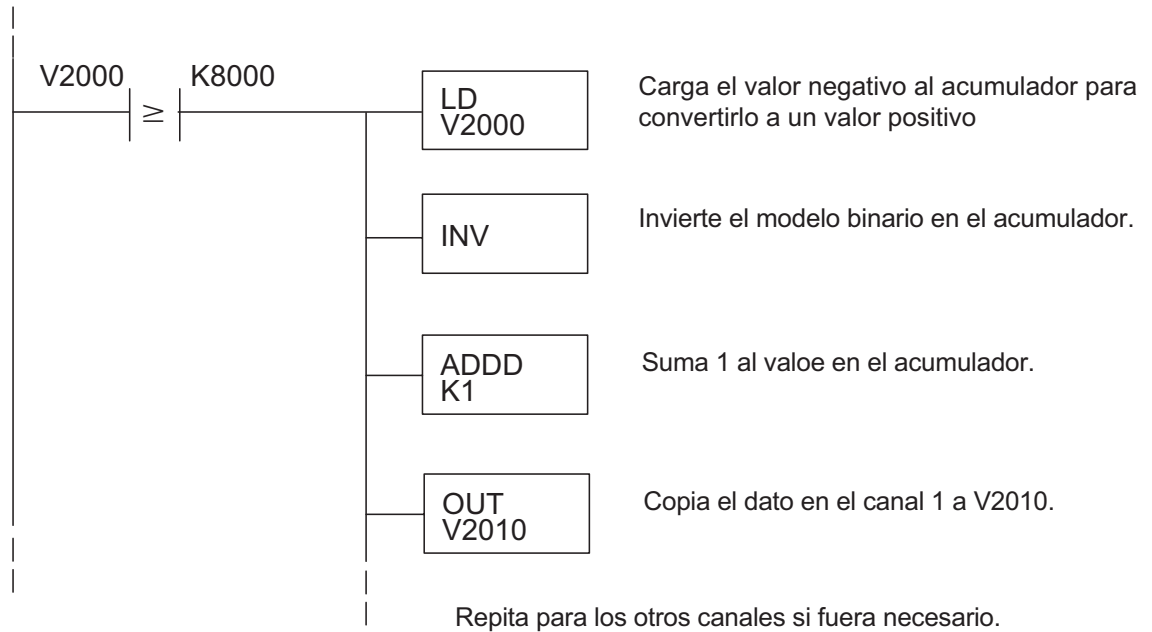 V2000 K8000
≥
LD
V2000
Carga el valor negativo al acumulador para
convertirlo a un valor positivo
INV
Invierte el modelo binario en el acumulador.
ADDD
K1
Suma 1 al valoe en el acumulador.
OUT
V2010
Copia el dato en el canal 1 a V2010.
Repita para los otros canales si fuera necesario.